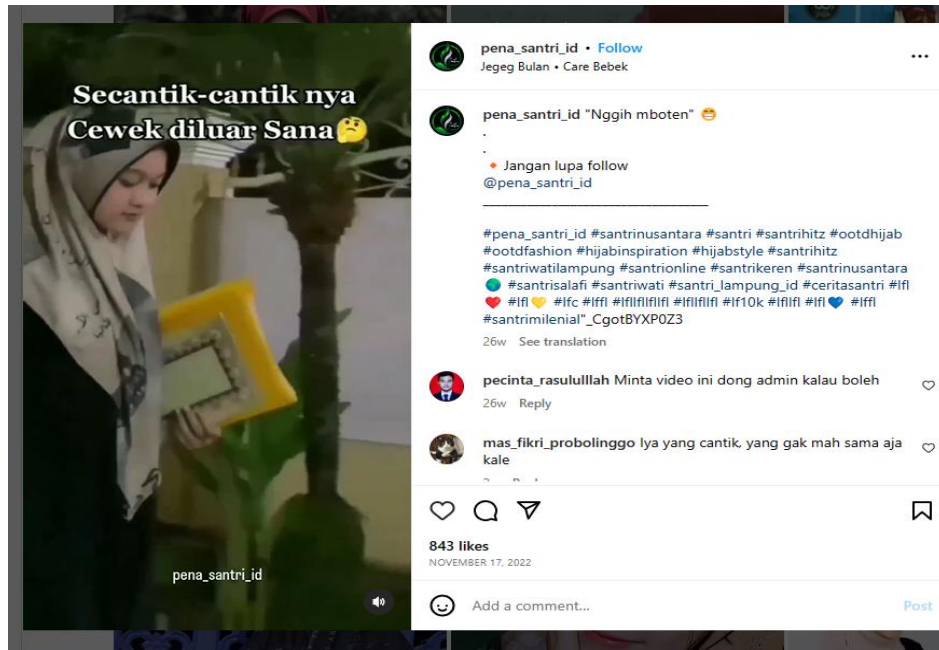 Secantik-cantik nya
Cewek diluar Sana🤔
pena_santri_id
pena_santri_id • Follow
Jegeg Bulan • Care Bebek
pena_santri_id "Nggih mboten" 😁
.
.
🔸 Jangan lupa follow
@pena_santri_id
___________________________________
#pena_santri_id #santrinusantara #santri #santrihitz #ootdhijab
#ootdfashion #hijabinspiration #hijabstyle #santrihitz
#santriwatilampung #santrionline #santrikeren #santrinusantara
🌍 #santrisalafi #santriwati #santri_lampung_id #ceritasantri #lfl
❤️ #lfl💛 #lfc #lffl #lflflflflfl #lfllflfl #lf10k #lfllfl #lfl💙 #lffl
#santrimilenial"_CgotBYXP0Z3
26w See translation
pecinta_rasululllah Minta video ini dong admin kalau boleh
26w Reply
mas_fikri_probolinggo Iya yang cantik, yang gak mah sama aja
kale
843 likes
NOVEMBER 17, 2022
Add a comment... Post